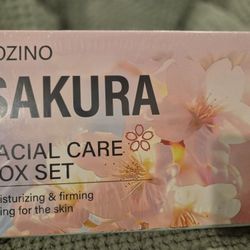 OZINO
SAKURA
ACIAL CARE
OX SET
isturizing & firming
ing for the skin